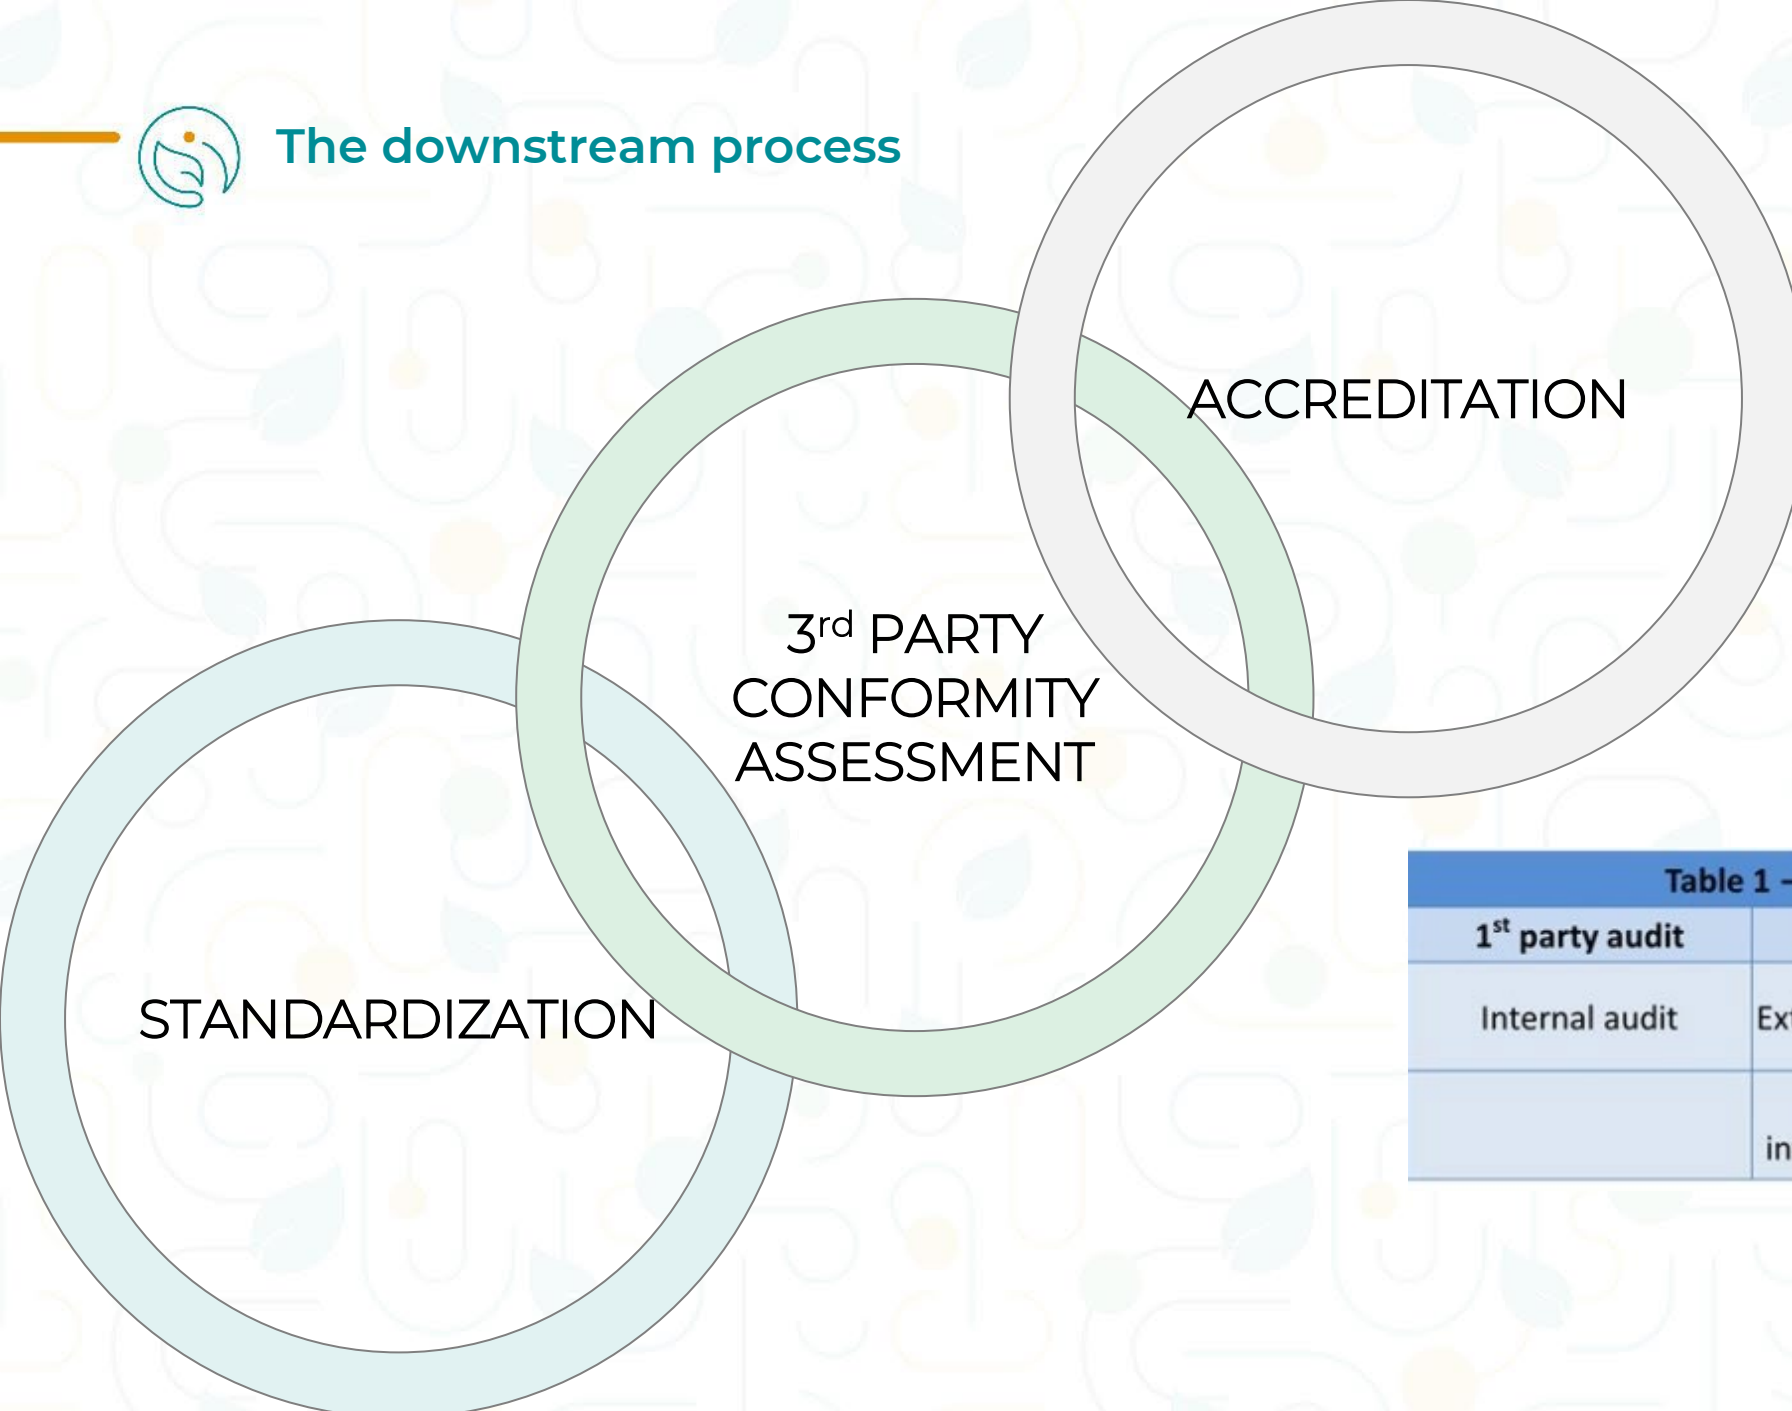 The downstream process
ACCREDITATION
3rd PARTY
CONFORMITY
ASSESSMENT
STANDARDIZATION
Table 1 –
1st party audit
Internal audit